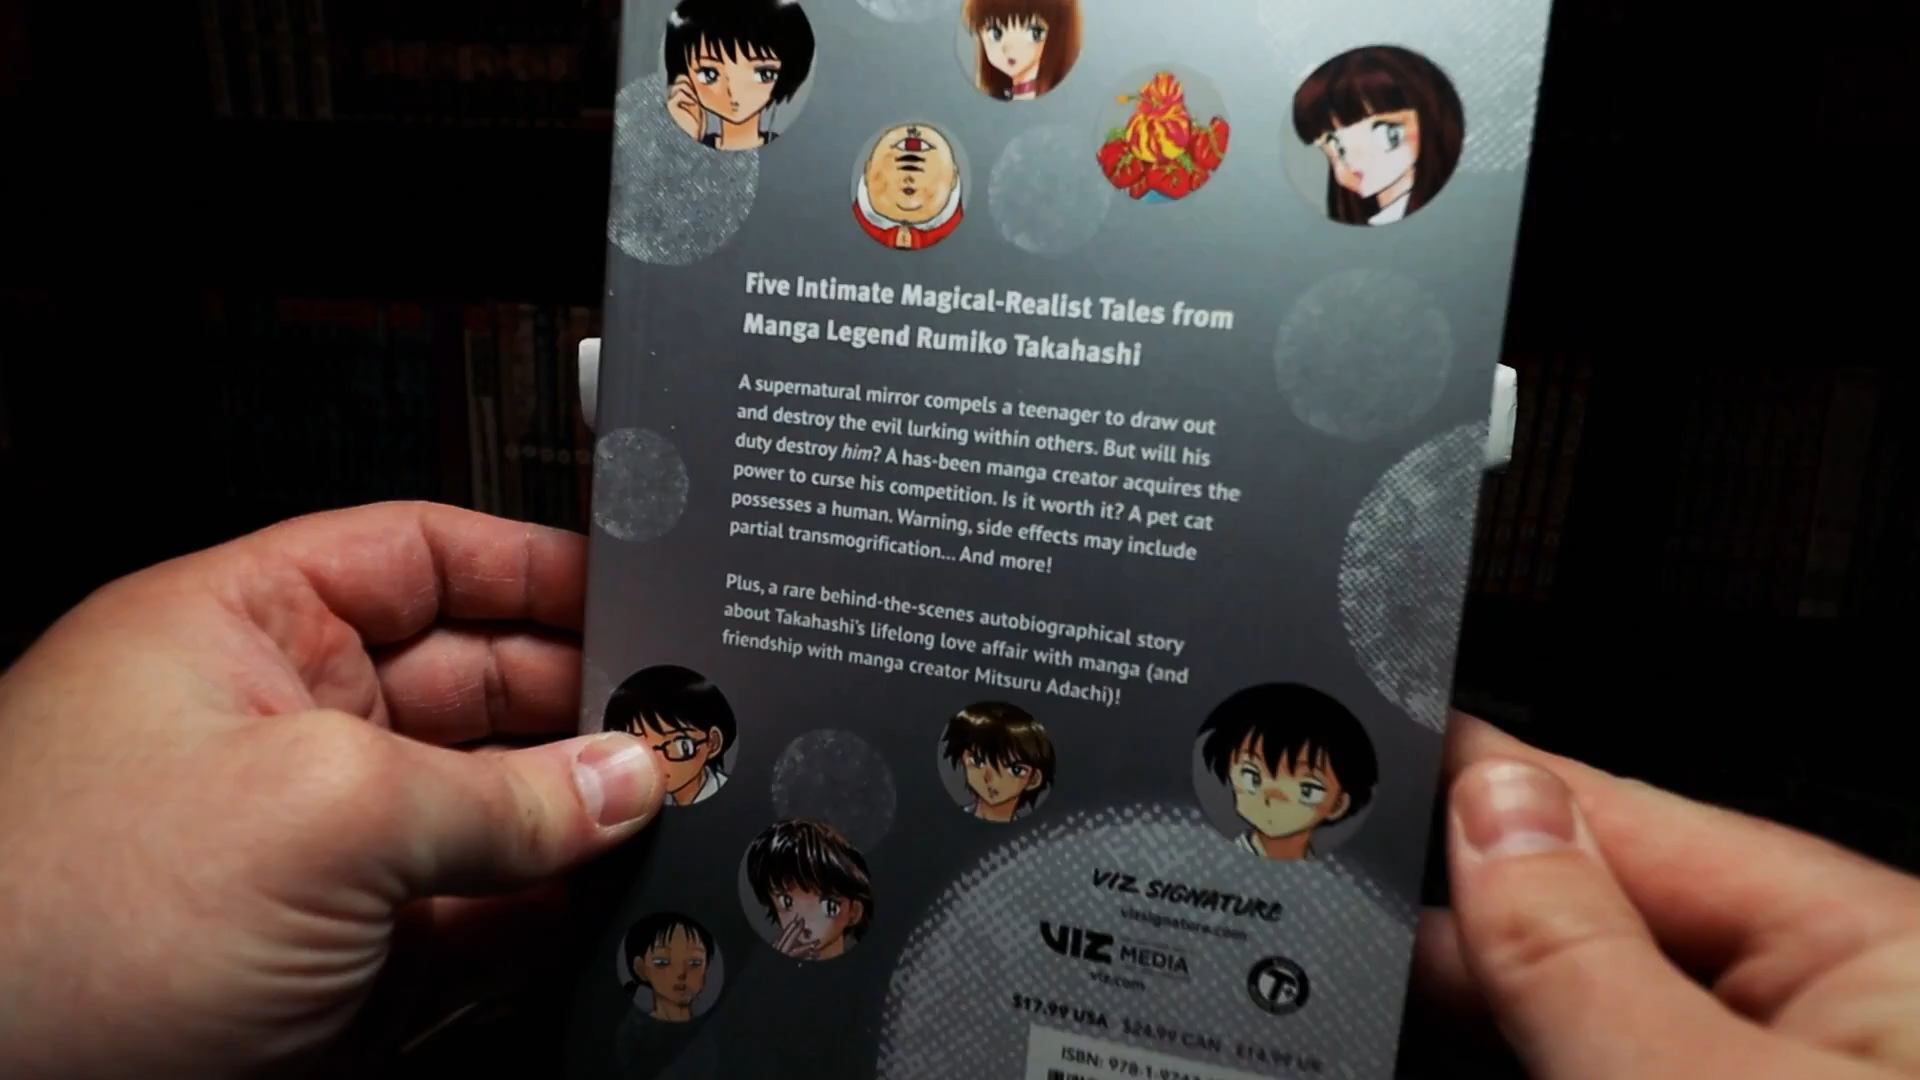 Five Intimate Magical-Realist Tales from
Manga Legend Rumiko Takahashi
A supernatural mirror compels a teenager to draw out
and destroy the evil lurking within others. But will his
duty destroy him? A has-been manga creator acquires the
power to curse his competition. Is it worth it? A pet cat
possesses a human. Warning, side effects may include
partial transmogrification... And more!
Plus, a rare behind-the-scenes autobiographical story
about Takahashi's lifelong love affair with manga (and
friendship with manga creator Mitsuru Adachi)!
VIZ SIGNATURE
vizsignature.com
VIZ MEDIA
viz.com
T+
$17.99 USA $24.99 CAN £14.99 UK
ISBN: 978-1-974